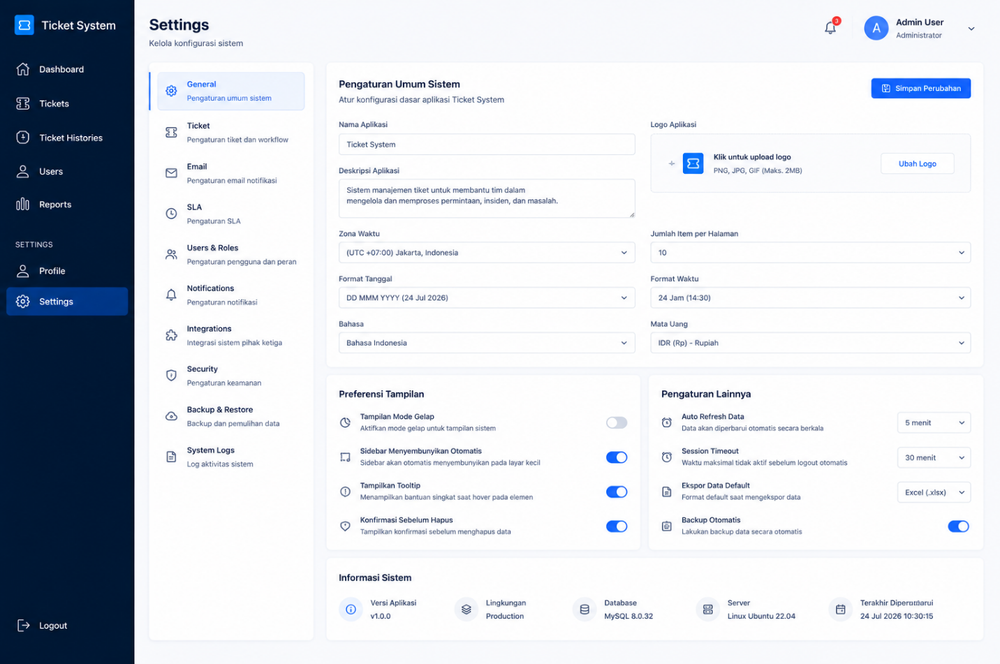 Ticket System
Dashboard
Tickets
Ticket Histories
Users
Reports
SETTINGS
Profile
Settings
Logout
Settings
Kelola konfigurasi sistem
3
A
Admin User
Administrator
General
Pengaturan umum sistem
Ticket
Pengaturan tiket dan workflow
Email
Pengaturan email notifikasi
SLA
Pengaturan SLA
Users & Roles
Pengaturan pengguna dan peran
Notifications
Pengaturan notifikasi
Integrations
Integrasi sistem pihak ketiga
Security
Pengaturan keamanan
Backup & Restore
Backup dan pemulihan data
System Logs
Log aktivitas sistem
Pengaturan Umum Sistem
Atur konfigurasi dasar aplikasi Ticket System
Simpan Perubahan
Nama Aplikasi
Ticket System
Logo Aplikasi
Klik untuk upload logo
PNG, JPG, GIF (Maks. 2MB)
Ubah Logo
Deskripsi Aplikasi
Sistem manajemen tiket untuk membantu tim dalam
mengelola dan memproses permintaan, insiden, dan masalah.
Zona Waktu
(UTC +07:00) Jakarta, Indonesia
Jumlah Item per Halaman
10
Format Tanggal
DD MMM YYYY (24 Jul 2026)
Format Waktu
24 Jam (14:30)
Bahasa
Bahasa Indonesia
Mata Uang
IDR (Rp) - Rupiah
Preferensi Tampilan
Tampilan Mode Gelap
Aktifkan mode gelap untuk tampilan sistem
Sidebar Menyembunyikan Otomatis
Sidebar akan otomatis menyembunyikan pada layar kecil
Tampilkan Tooltip
Menampilkan bantuan singkat saat hover pada elemen
Konfirmasi Sebelum Hapus
Tampilkan konfirmasi sebelum menghapus data
Pengaturan Lainnya
Auto Refresh Data
Data akan diperbarui otomatis secara berkala
5 menit
Session Timeout
Waktu maksimal tidak aktif sebelum logout otomatis
30 menit
Ekspor Data Default
Format default saat mengekspor data
Excel (.xlsx)
Backup Otomatis
Lakukan backup data secara otomatis
Informasi Sistem
Versi Aplikasi
v1.0.0
Lingkungan
Production
Database
MySQL 8.0.32
Server
Linux Ubuntu 22.04
Terakhir
24 Jul 2026 10:30:15